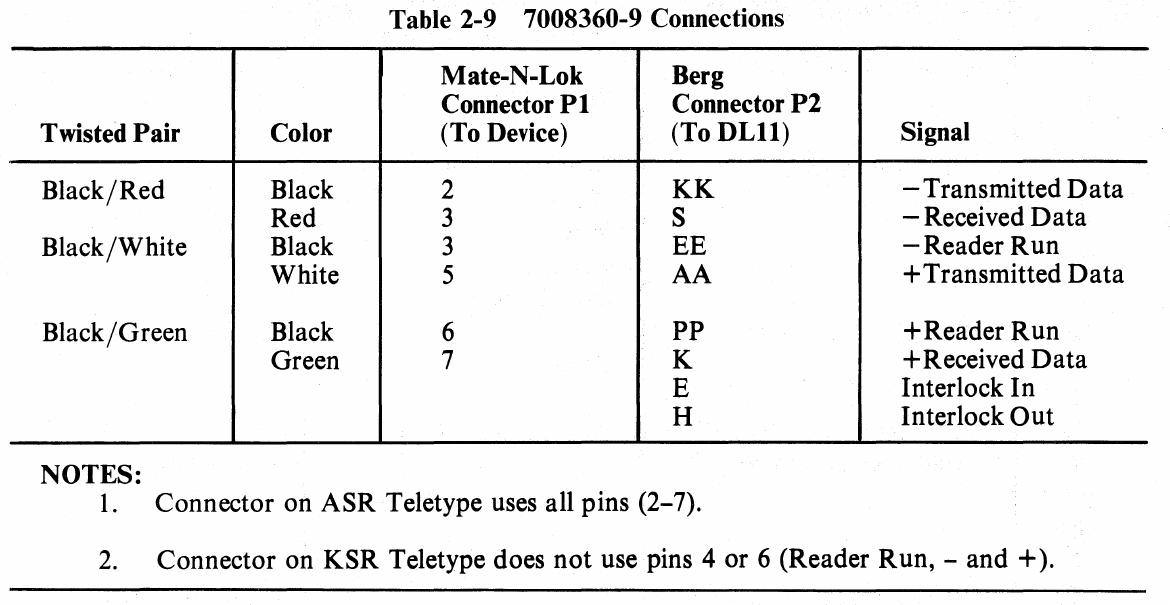 Table 2-9 7008360-9 Connections
Twisted Pair Color Mate-N-Lok Connector P1 (To Device) Berg Connector P2 (To DL11) Signal
Black/Red Black 2 KK −Transmitted Data
Red 3 S −Received Data
Black/White Black 3 EE −Reader Run
White 5 AA +Transmitted Data
Black/Green Black 6 PP +Reader Run
Green 7 K +Received Data
E Interlock In
H Interlock Out
NOTES:
1. Connector on ASR Teletype uses all pins (2–7).
2. Connector on KSR Teletype does not use pins 4 or 6 (Reader Run, – and +).